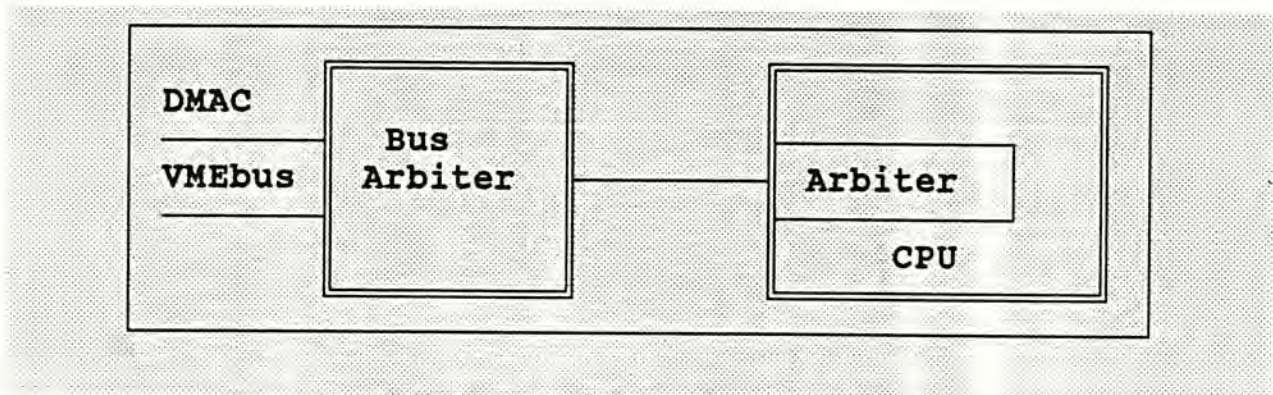 DMAC
VMEbus
Bus
Arbiter
Arbiter
CPU